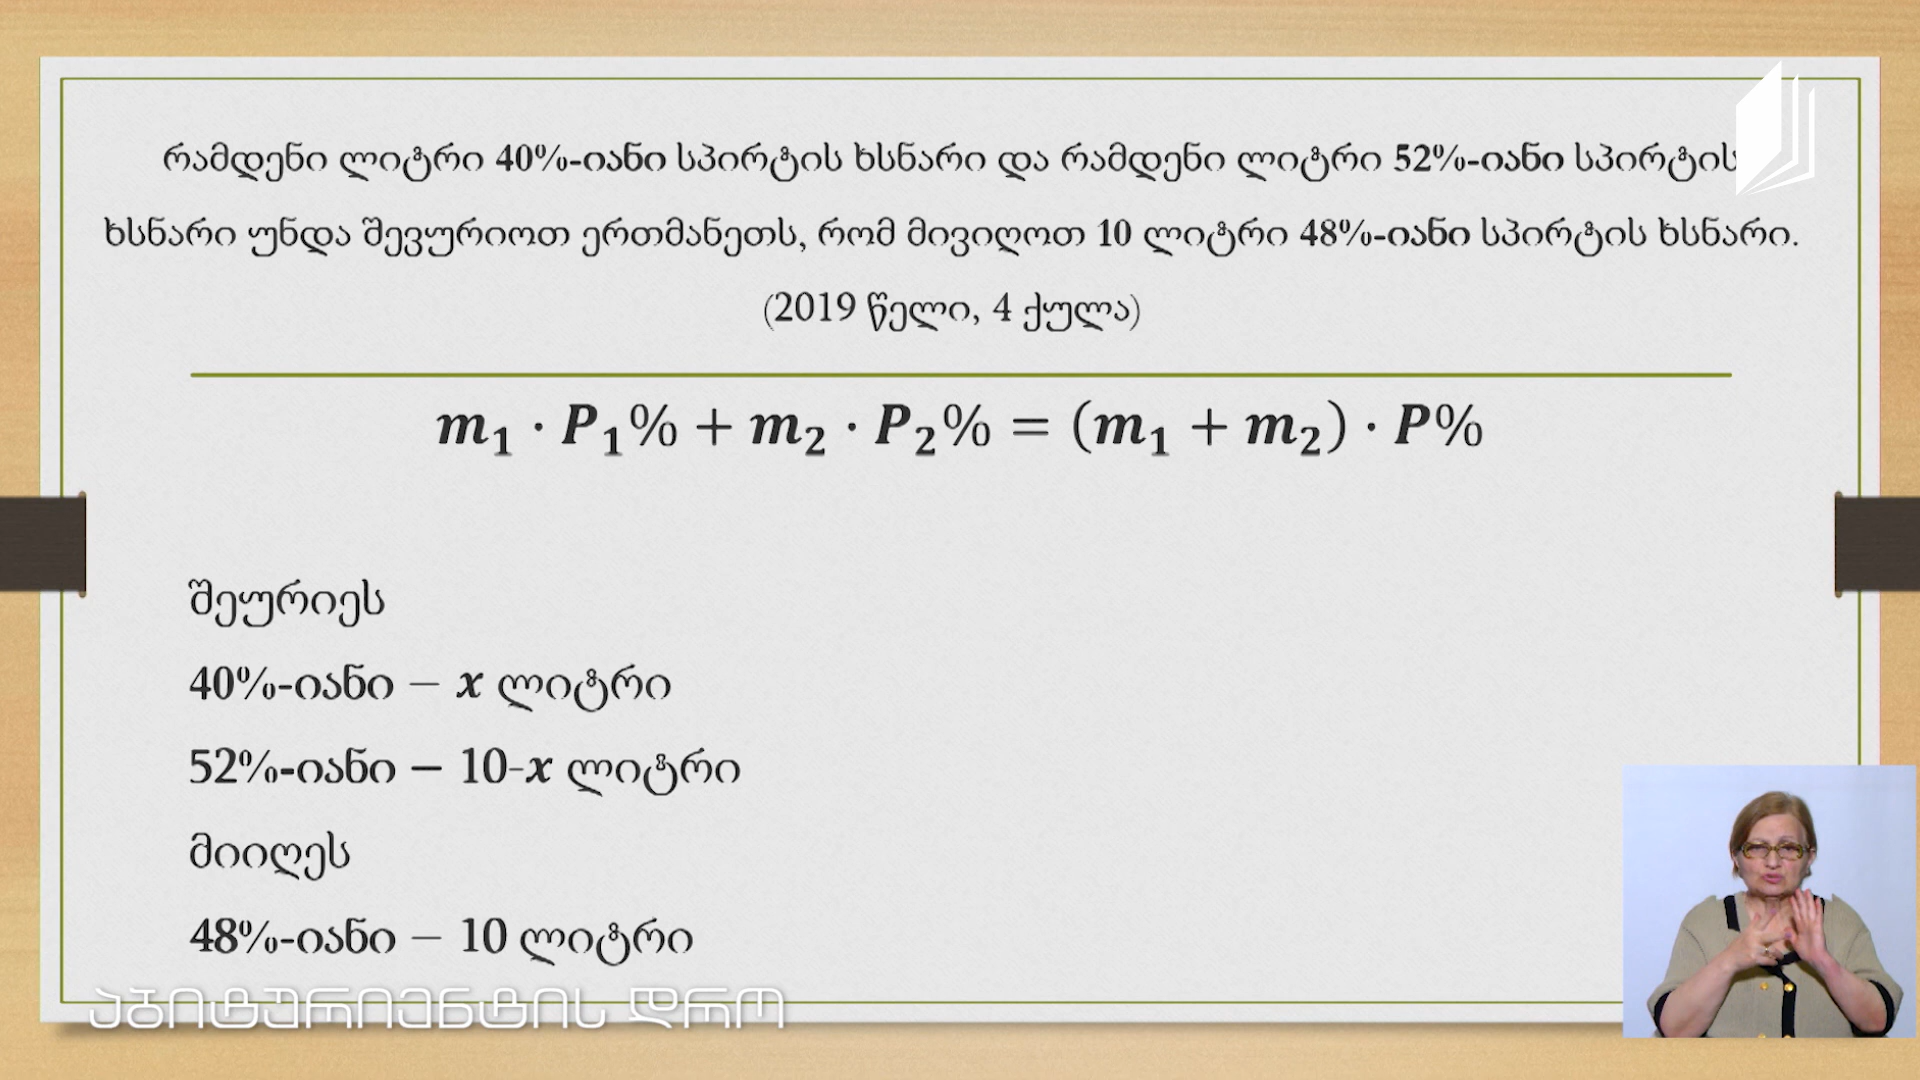 რამდენი ლიტრი 40%-იანი სპირტის ხსნარი და რამდენი ლიტრი 52%-იანი სპირტის
ხსნარი უნდა შევურიოთ ერთმანეთს, რომ მივიღოთ 10 ლიტრი 48%-იანი სპირტის ხსნარი.
(2019 წელი, 4 ქულა)
m₁ · P₁% + m₂ · P₂% = (m₁ + m₂) · P%
შეურიეს
40%-იანი – x ლიტრი
52%-იანი – 10-x ლიტრი
მიიღეს
48%-იანი – 10 ლიტრი
აბიტურიენტის დრო